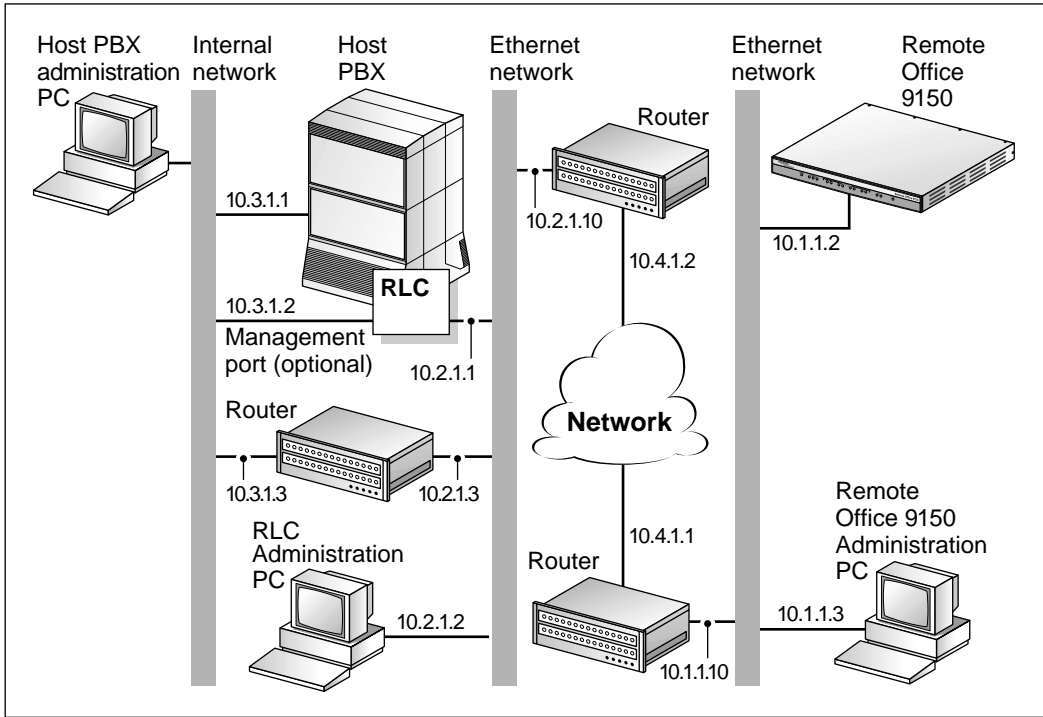 Host PBX
administration
PC
Internal
network
Host
PBX
Ethernet
network
Ethernet
network
Remote
Office
9150
Router
10.3.1.1
10.2.1.10
10.1.1.2
10.4.1.2
RLC
10.3.1.2
Management
port (optional)
10.2.1.1
Network
Router
10.3.1.3
10.2.1.3
RLC
Administration
PC
10.2.1.2
10.4.1.1
Router
10.1.1.10
Remote
Office 9150
Administration
PC
10.1.1.3